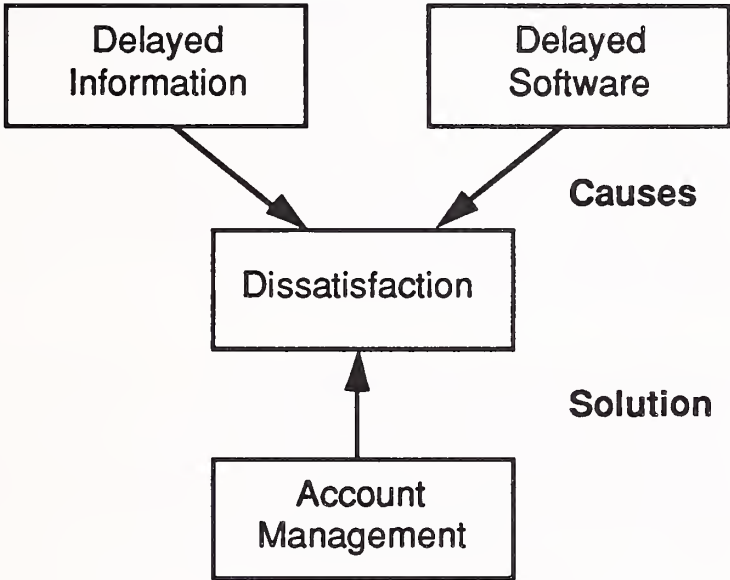 Delayed
Information
Delayed
Software
Causes
Dissatisfaction
Solution
Account
Management